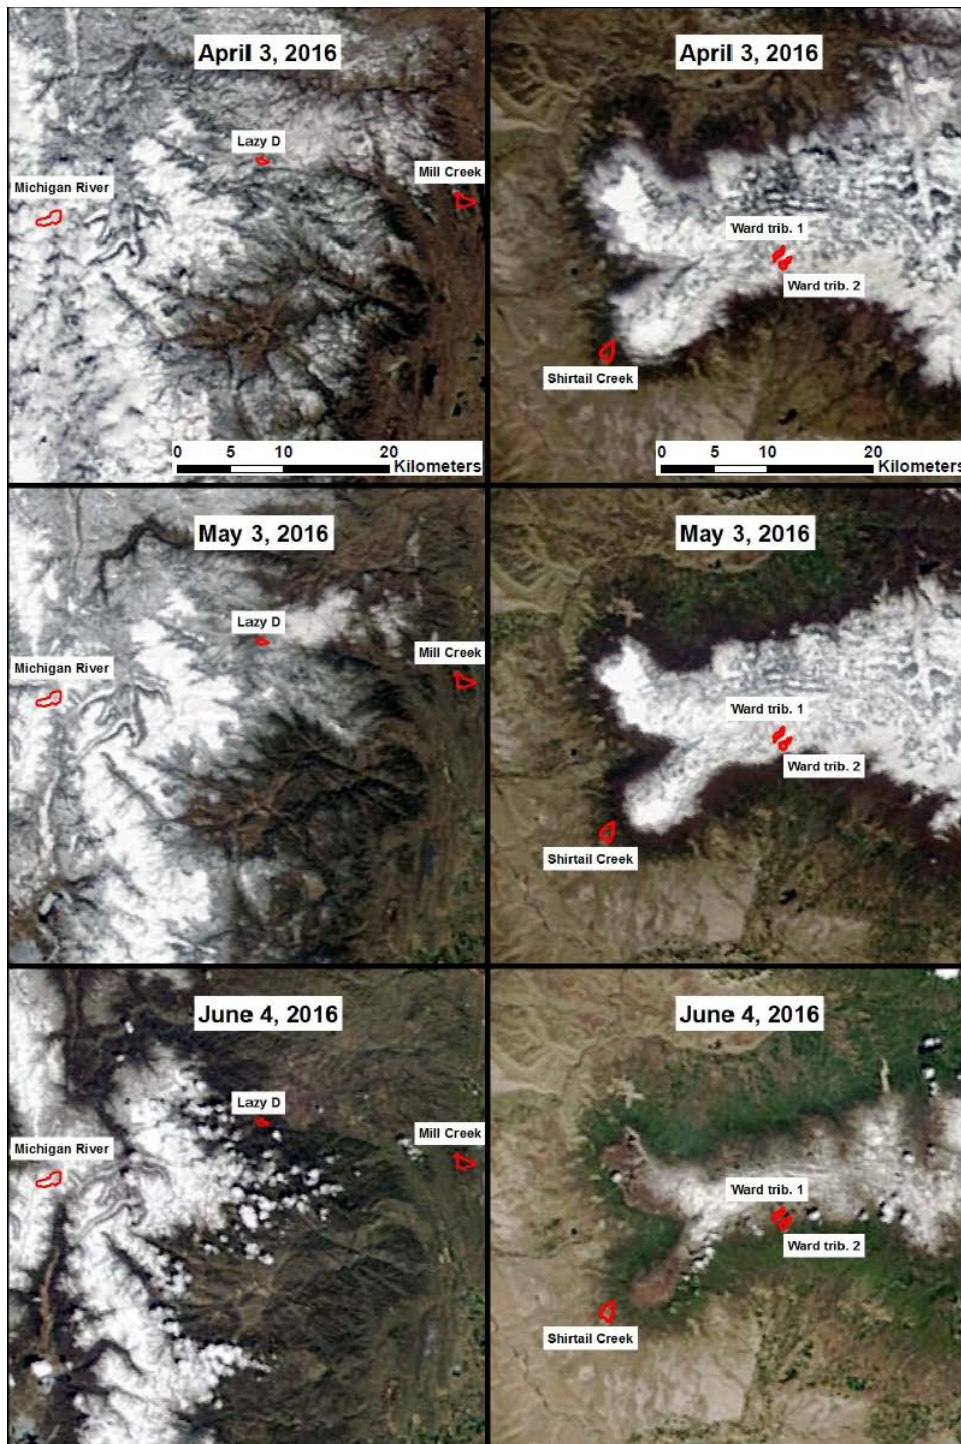 April 3, 2016
Lazy D
Mill Creek
Michigan River
0 5 10 20
Kilometers
April 3, 2016
Ward trib. 1
Ward trib. 2
Shirtail Creek
0 5 10 20
Kilometers
May 3, 2016
Lazy D
Mill Creek
Michigan River
May 3, 2016
Ward trib. 1
Ward trib. 2
Shirtail Creek
June 4, 2016
Lazy D
Mill Creek
Michigan River
June 4, 2016
Ward trib. 1
Ward trib. 2
Shirtail Creek